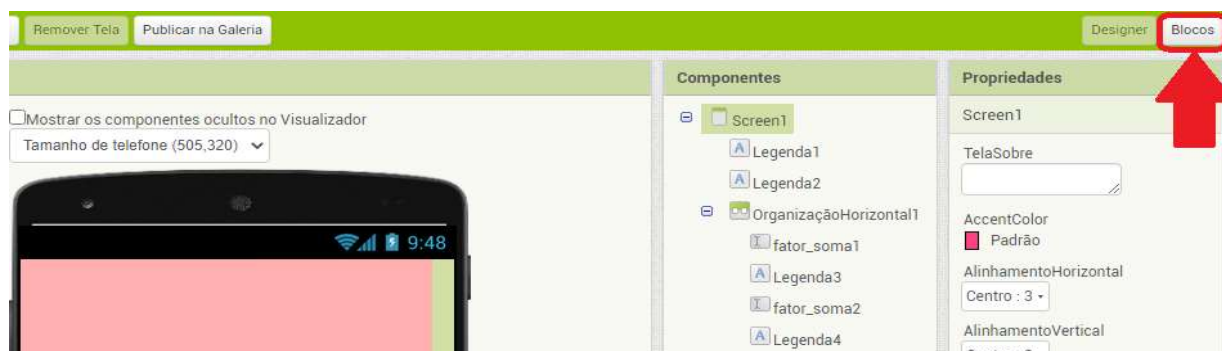 Remover Tela Publicar na Galeria Designer Blocos
Componentes
Propriedades
Mostrar os componentes ocultos no Visualizador
Tamanho de telefone (505,320)
9:48
Screen1
Legenda1
Legenda2
OrganizaçãoHorizontal1
fator_soma1
Legenda3
fator_soma2
Legenda4
Screen1
TelaSobre
AccentColor
Padrão
AlinhamentoHorizontal
Centro : 3
AlinhamentoVertical